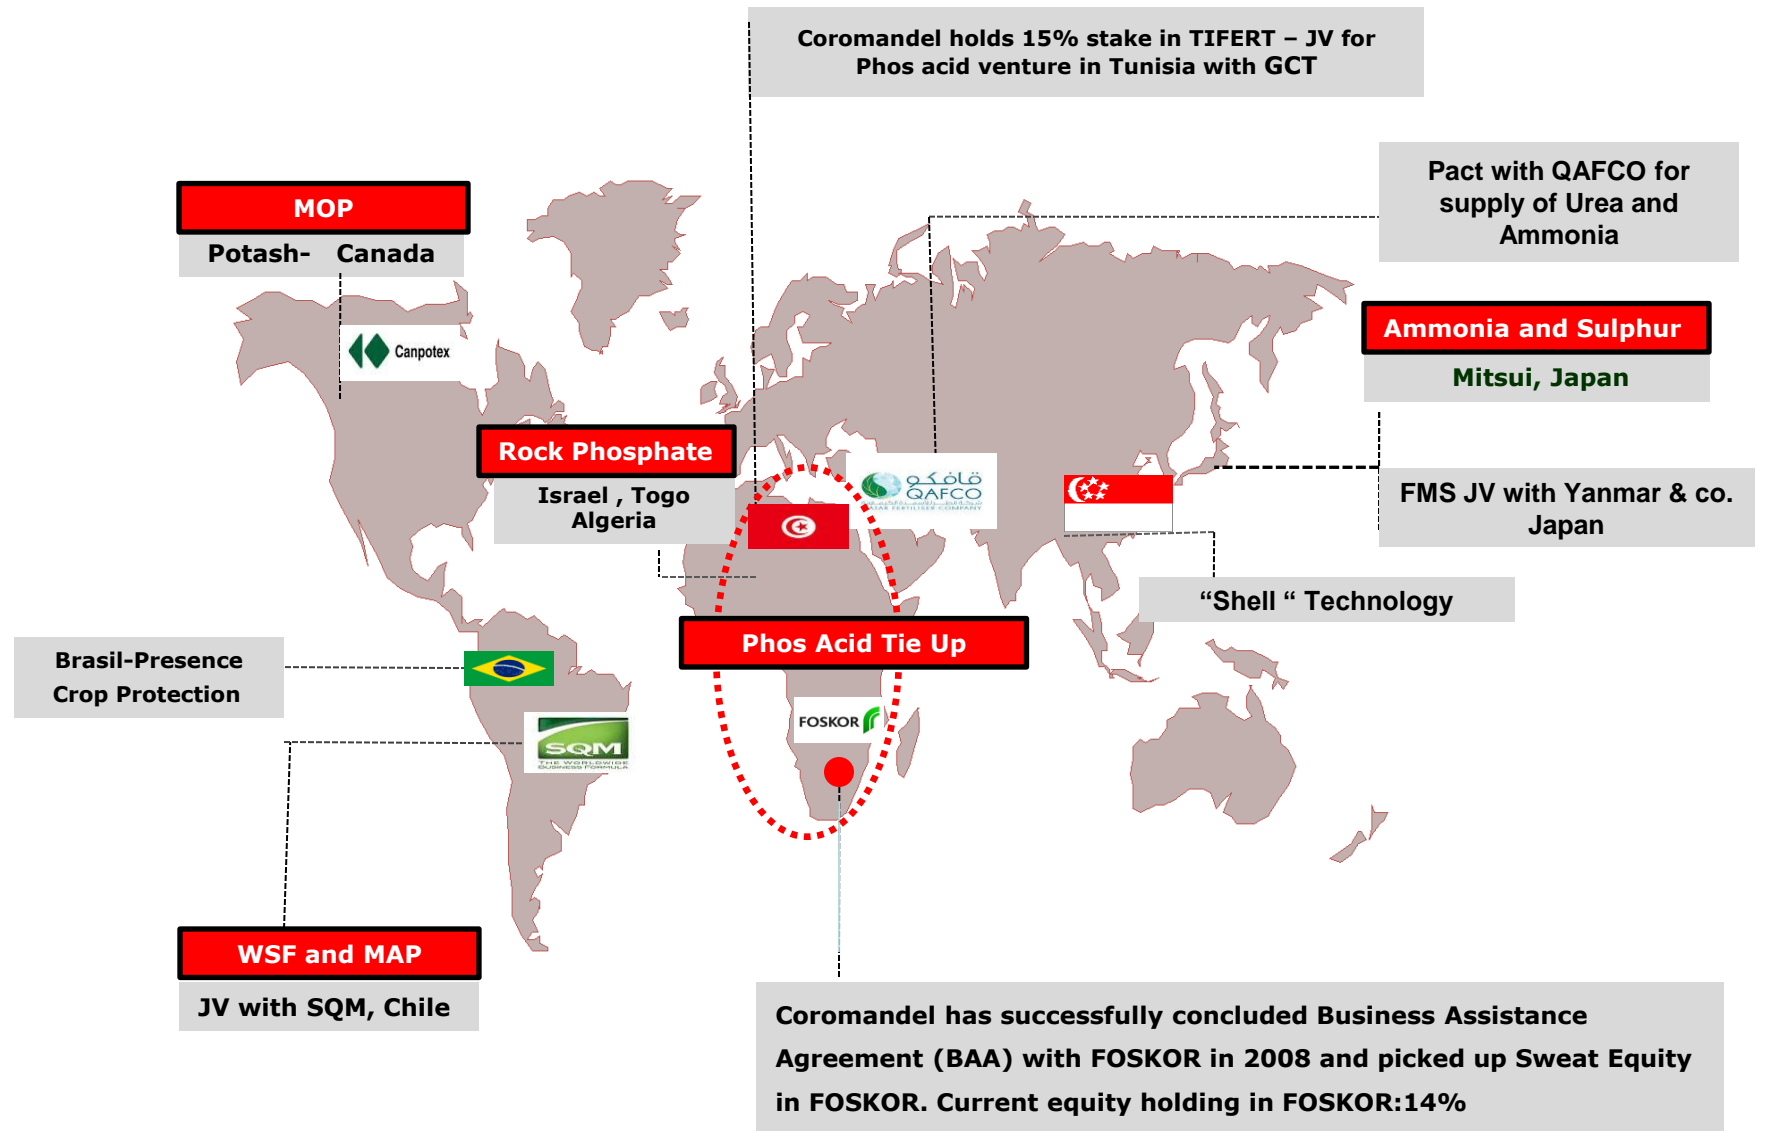 Coromandel holds 15% stake in TIFERT – JV for
Phos acid venture in Tunisia with GCT
Pact with QAFCO for
supply of Urea and
Ammonia
MOP
Potash- Canada
Canpotex
Ammonia and Sulphur
Mitsui, Japan
Rock Phosphate
Israel , Togo
Algeria
قافكو
QAFCO
FMS JV with Yanmar & co.
Japan
“Shell “ Technology
Phos Acid Tie Up
Brasil-Presence
Crop Protection
FOSKOR
SQM
THE WORLDWIDE
BUSINESS FORMULA
WSF and MAP
JV with SQM, Chile
Coromandel has successfully concluded Business Assistance
Agreement (BAA) with FOSKOR in 2008 and picked up Sweat Equity
in FOSKOR. Current equity holding in FOSKOR:14%